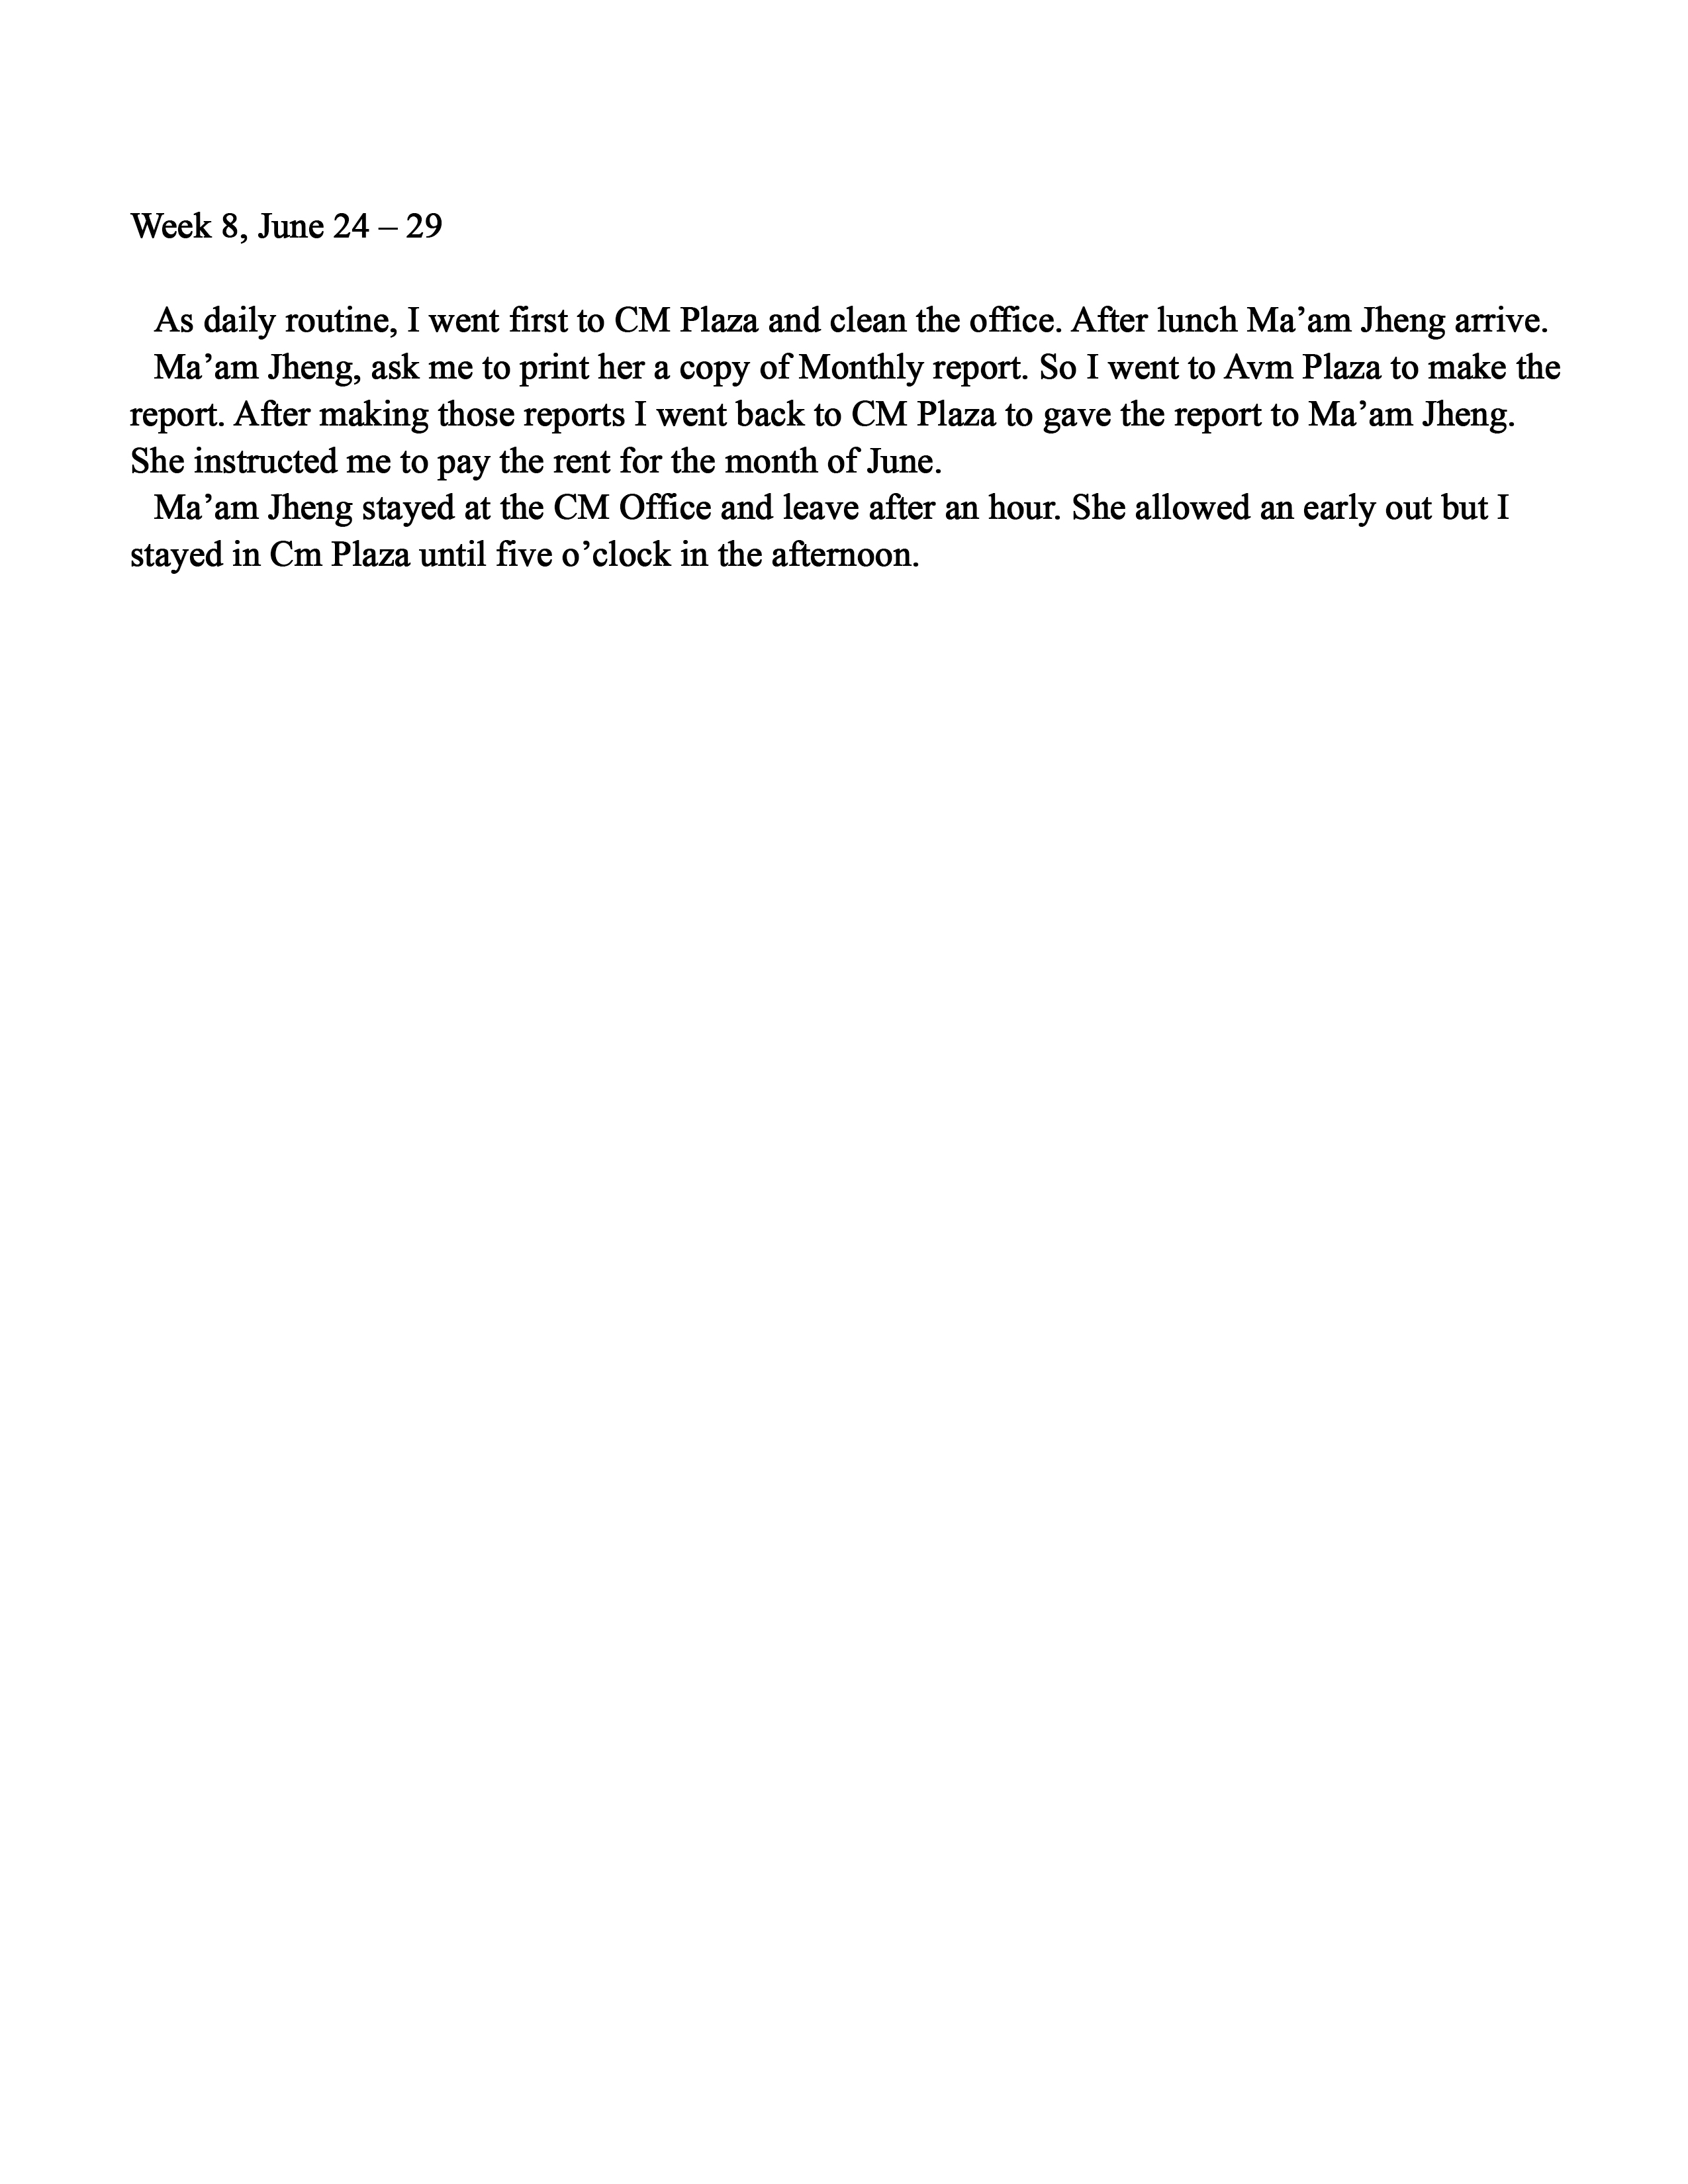 Week 8, June 24 – 29
As daily routine, I went first to CM Plaza and clean the office. After lunch Ma’am Jheng arrive.
Ma’am Jheng, ask me to print her a copy of Monthly report. So I went to Avm Plaza to make the
report. After making those reports I went back to CM Plaza to gave the report to Ma’am Jheng.
She instructed me to pay the rent for the month of June.
Ma’am Jheng stayed at the CM Office and leave after an hour. She allowed an early out but I
stayed in Cm Plaza until five o’clock in the afternoon.